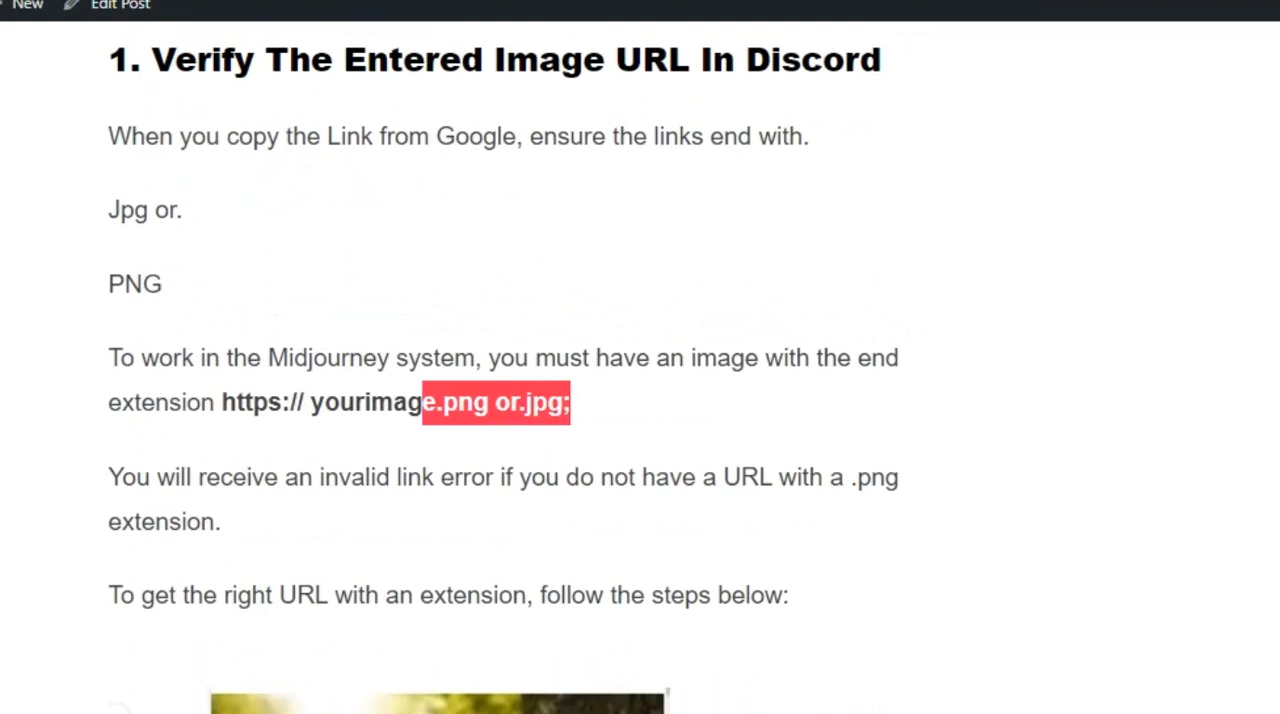 New Edit Post
1. Verify The Entered Image URL In Discord
When you copy the Link from Google, ensure the links end with.
Jpg or.
PNG
To work in the Midjourney system, you must have an image with the end
extension https:// yourimage.png or.jpg;
You will receive an invalid link error if you do not have a URL with a .png
extension.
To get the right URL with an extension, follow the steps below: